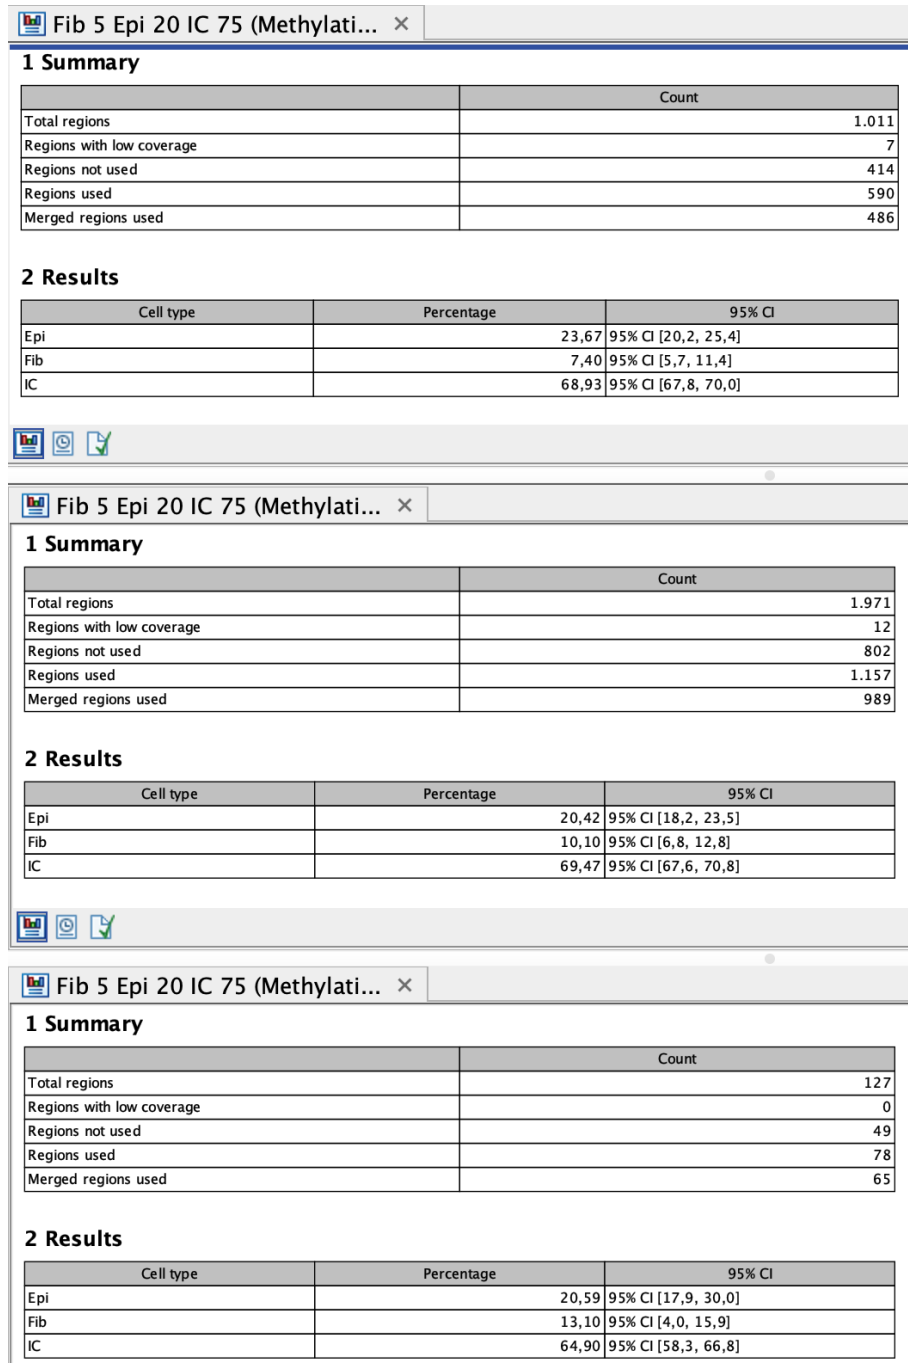 Fib 5 Epi 20 IC 75 (Methylati... ×
1 Summary
Count
Total regions 1.011
Regions with low coverage 7
Regions not used 414
Regions used 590
Merged regions used 486
2 Results
Cell type Percentage 95% CI
Epi 23,67 95% CI [20,2, 25,4]
Fib 7,40 95% CI [5,7, 11,4]
IC 68,93 95% CI [67,8, 70,0]
Fib 5 Epi 20 IC 75 (Methylati... ×
1 Summary
Count
Total regions 1.971
Regions with low coverage 12
Regions not used 802
Regions used 1.157
Merged regions used 989
2 Results
Cell type Percentage 95% CI
Epi 20,42 95% CI [18,2, 23,5]
Fib 10,10 95% CI [6,8, 12,8]
IC 69,47 95% CI [67,6, 70,8]
Fib 5 Epi 20 IC 75 (Methylati... ×
1 Summary
Count
Total regions 127
Regions with low coverage 0
Regions not used 49
Regions used 78
Merged regions used 65
2 Results
Cell type Percentage 95% CI
Epi 20,59 95% CI [17,9, 30,0]
Fib 13,10 95% CI [4,0, 15,9]
IC 64,90 95% CI [58,3, 66,8]